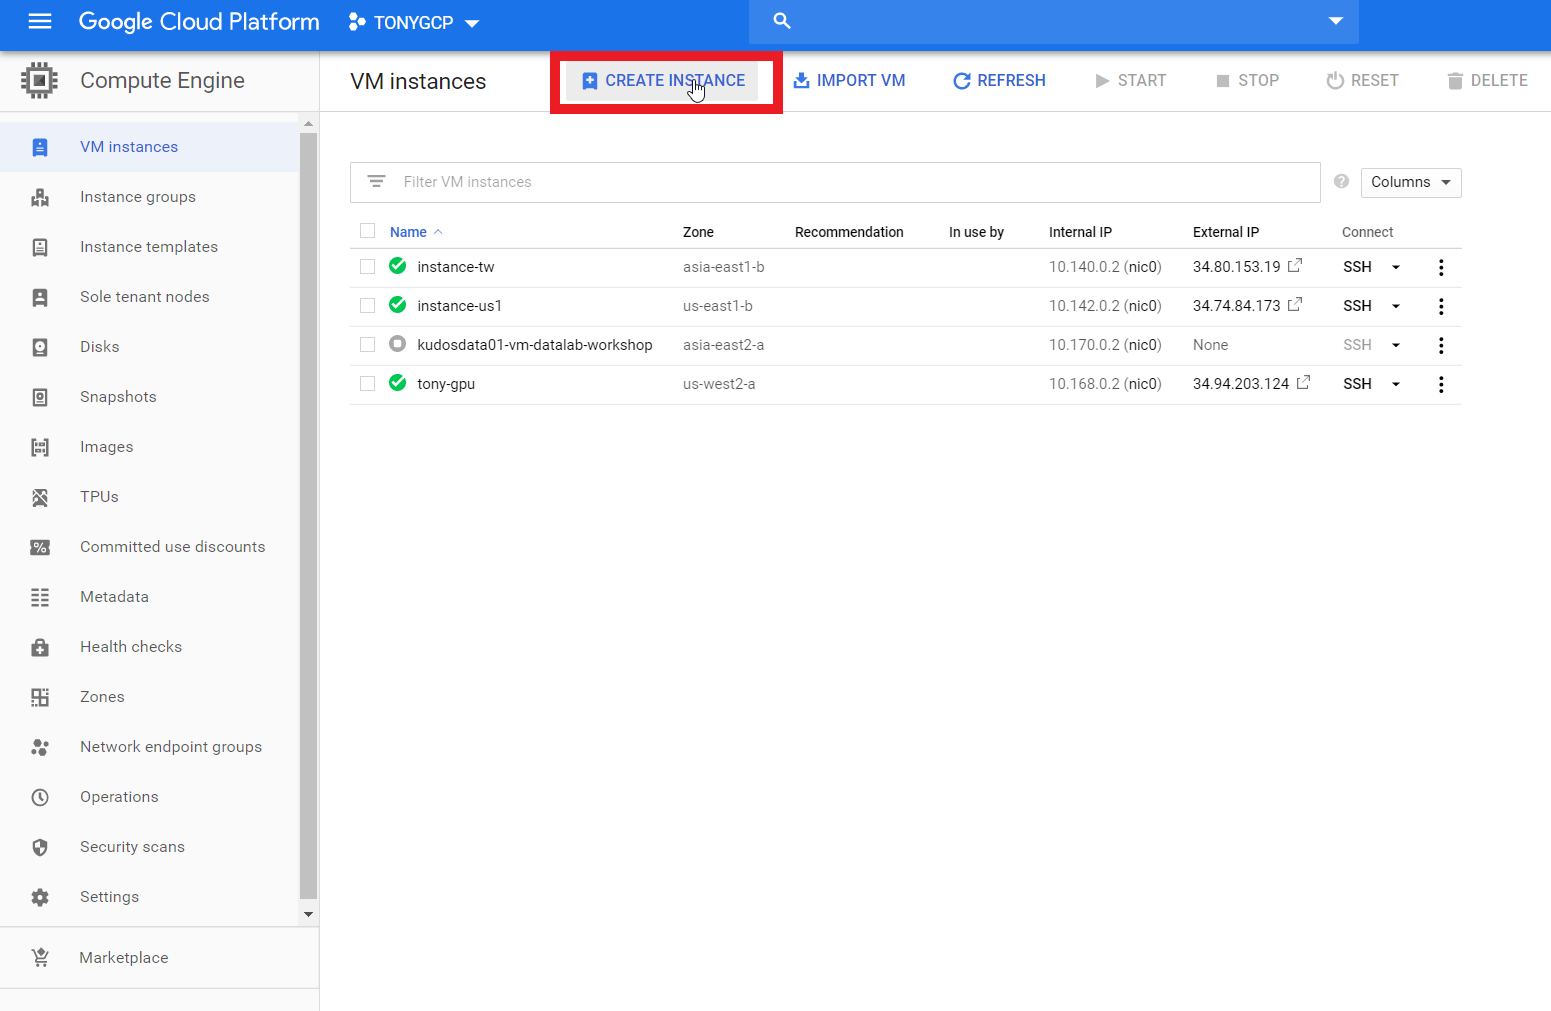 Google Cloud Platform TONYGCP
Compute Engine
VM instances CREATE INSTANCE IMPORT VM REFRESH START STOP RESET DELETE
VM instances
Instance groups
Instance templates
Sole tenant nodes
Disks
Snapshots
Images
TPUs
Committed use discounts
Metadata
Health checks
Zones
Network endpoint groups
Operations
Security scans
Settings
Marketplace
Filter VM instances Columns
Name Zone Recommendation In use by Internal IP External IP Connect
instance-tw asia-east1-b 10.140.0.2 (nic0) 34.80.153.19 SSH
instance-us1 us-east1-b 10.142.0.2 (nic0) 34.74.84.173 SSH
kudosdata01-vm-datalab-workshop asia-east2-a 10.170.0.2 (nic0) None SSH
tony-gpu us-west2-a 10.168.0.2 (nic0) 34.94.203.124 SSH